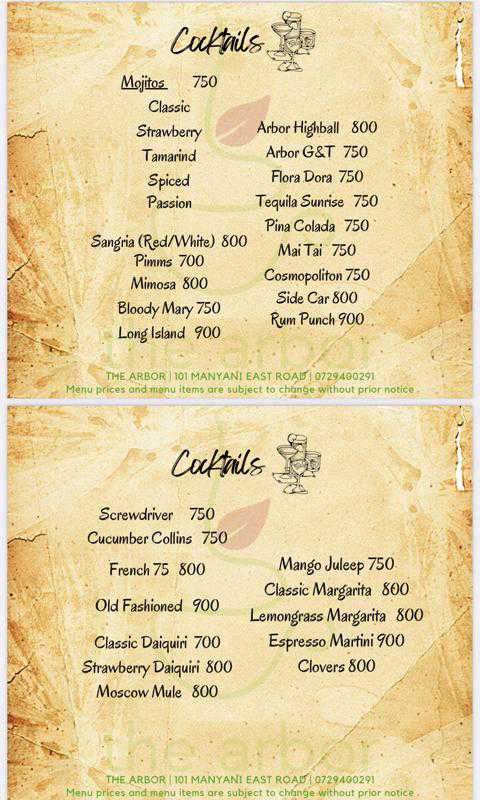 Cocktails
Mojitos 750
Classic
Strawberry
Tamarind
Spiced
Passion
Sangria (Red/White) 800
Pimms 700
Mimosa 800
Bloody Mary 750
Long Island 900
Arbor Highball 800
Arbor G&T 750
Flora Dora 750
Tequila Sunrise 750
Pina Colada 750
Mai Tai 750
Cosmopoliton 750
Side Car 800
Rum Punch 900
the arbor
THE ARBOR | 101 MANYANI EAST ROAD | 0729400291
Menu prices and menu items are subject to change without prior notice .
Cocktails
Screwdriver 750
Cucumber Collins 750
French 75 800
Old Fashioned 900
Classic Daiquiri 700
Strawberry Daiquiri 800
Moscow Mule 800
Mango Juleep 750
Classic Margarita 800
Lemongrass Margarita 800
Espresso Martini 900
Clovers 800
the arbor
THE ARBOR | 101 MANYANI EAST ROAD | 0729400291
Menu prices and menu items are subject to change without prior notice .